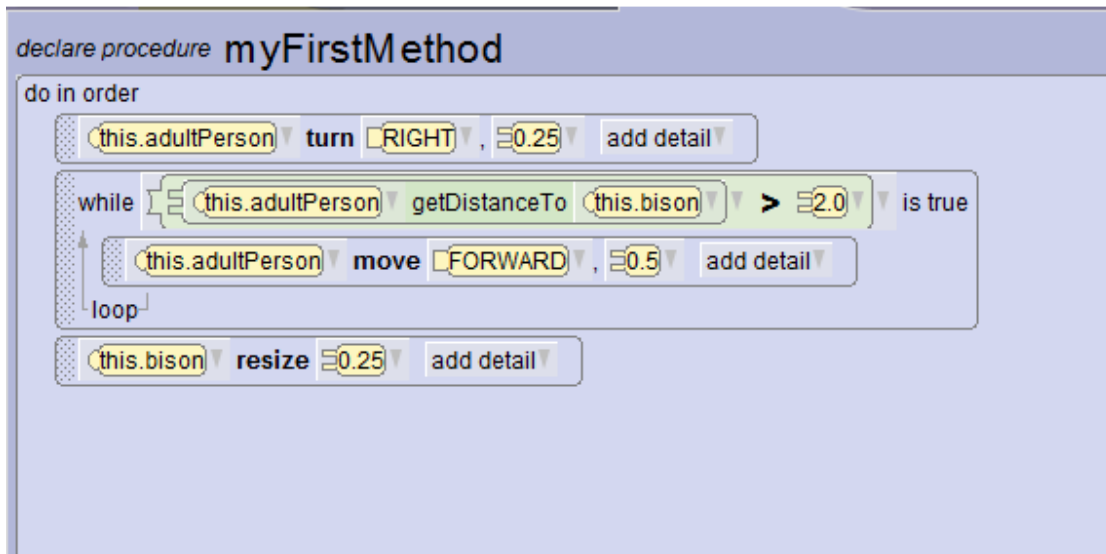 declare procedure myFirstMethod
do in order
this.adultPerson turn RIGHT , 0.25 add detail
while this.adultPerson getDistanceTo this.bison > 2.0 is true
this.adultPerson move FORWARD , 0.5 add detail
loop
this.bison resize 0.25 add detail